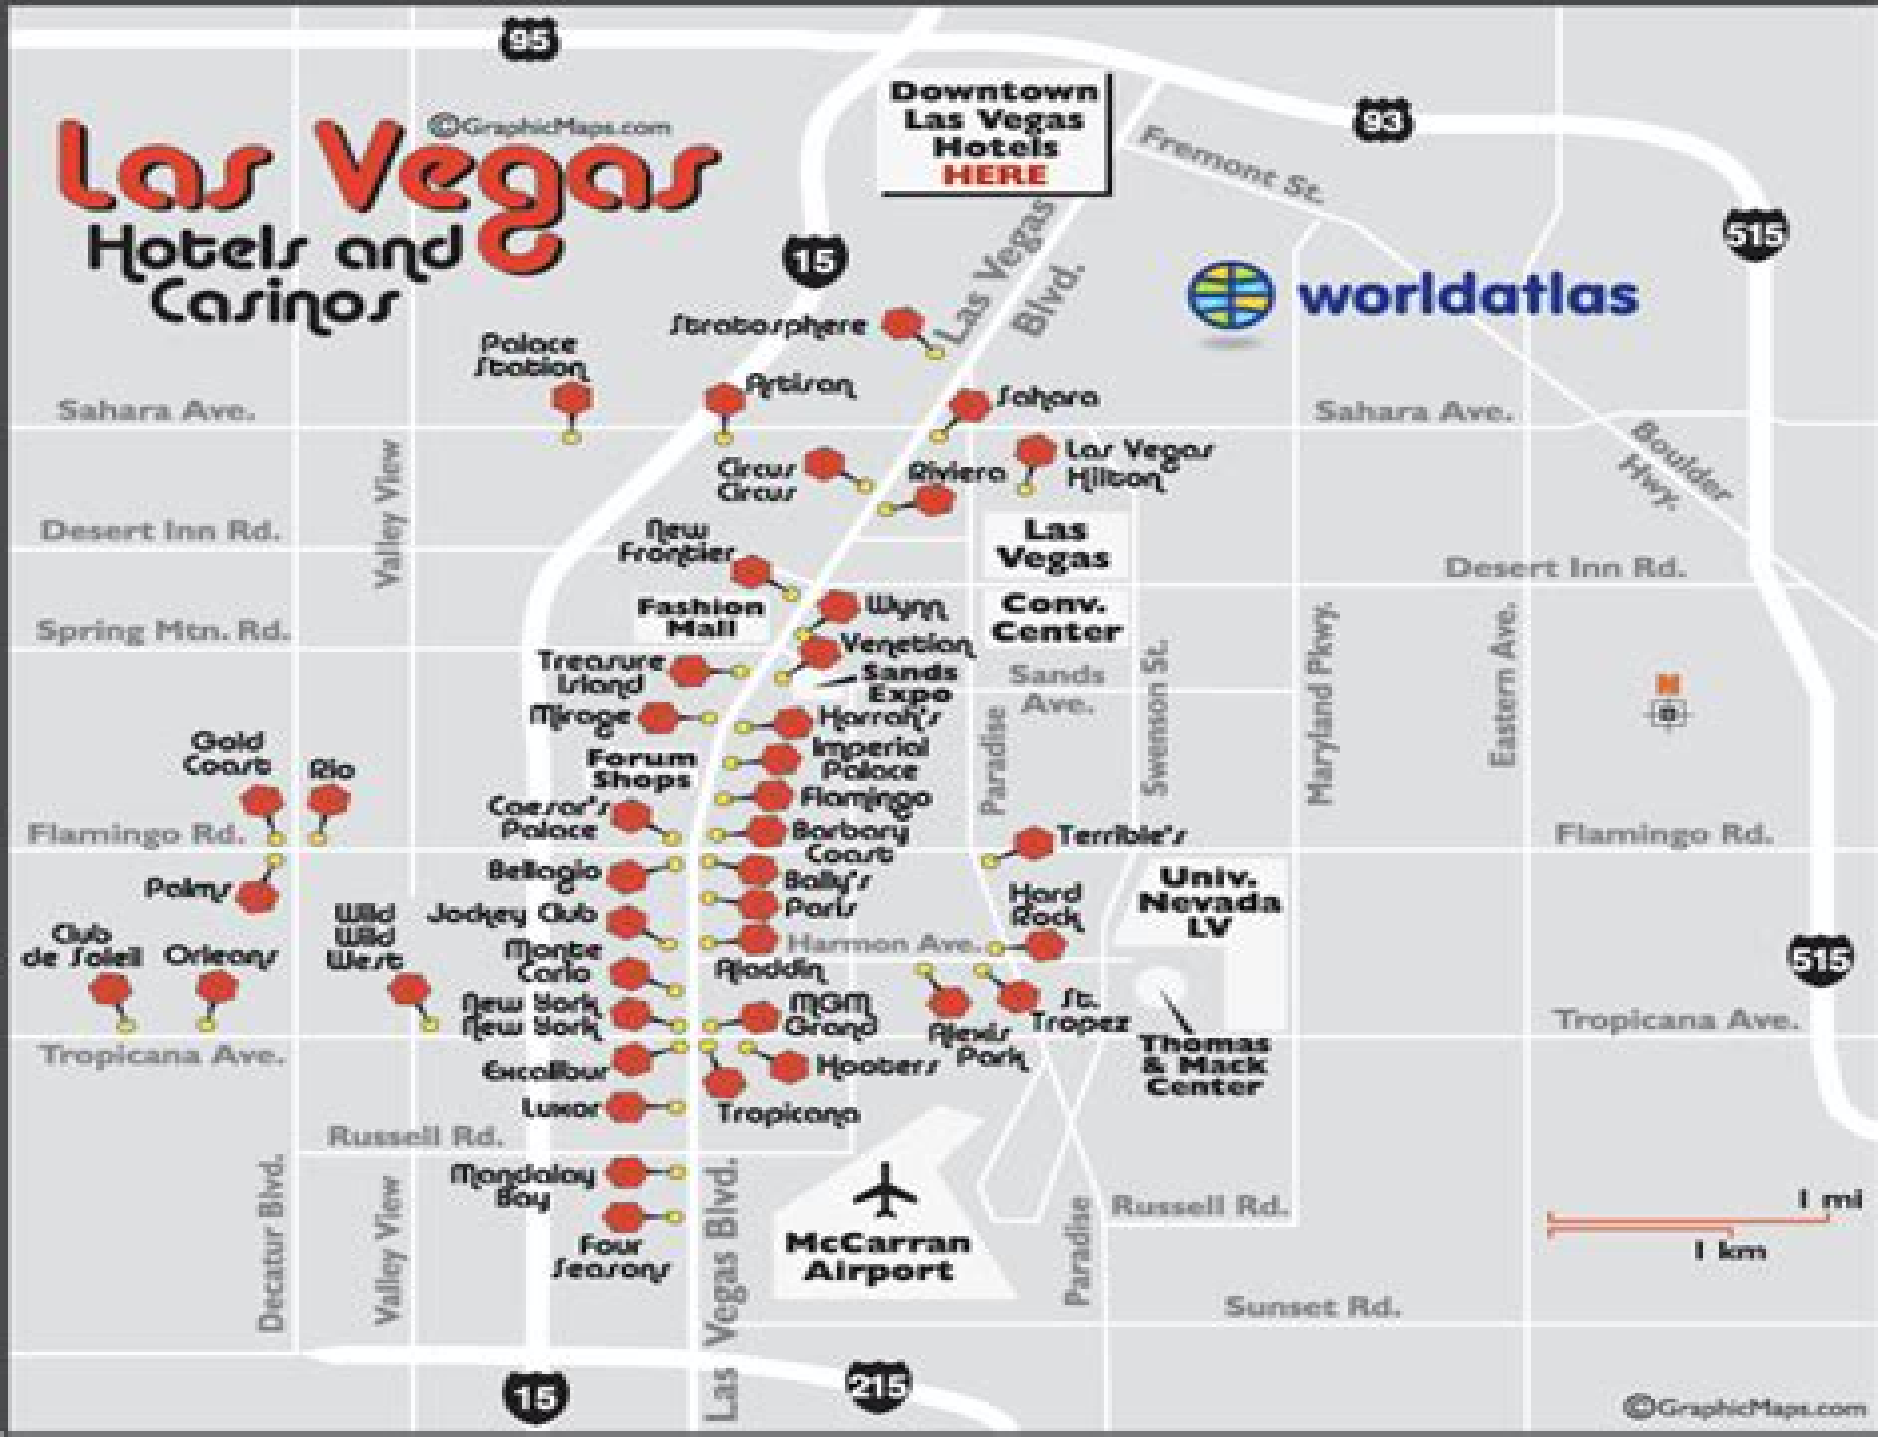 95
Downtown
Las Vegas
Hotels
HERE
93
©GraphicMaps.com
Las Vegas
Hotels and
Casinos
Fremont St.
515
15
Las Vegas
Blvd.
worldatlas
Stratosphere
Palace
Station
Artisan
Sahara
Sahara Ave.
Sahara Ave.
Valley View
Circus
Circus
Riviera
Las Vegas
Hilton
Boulder
Hwy.
Desert Inn Rd.
New
Frontier
Las
Vegas
Conv.
Center
Desert Inn Rd.
Spring Mtn. Rd.
Fashion
Mall
Wynn
Venetian
Sands
Expo
Sands
Ave.
Treasure
Island
Mirage
Harrah's
Paradise
Swenson St.
Maryland Pkwy.
Eastern Ave.
N
Gold
Coast
Rio
Forum
Shops
Imperial
Palace
Flamingo
Caesar's
Palace
Barbary
Coast
Terrible's
Flamingo Rd.
Flamingo Rd.
Bellagio
Bally's
Palms
Paris
Jockey Club
Hard
Rock
Univ.
Nevada
LV
Club
de Soleil
Orleans
Wild
Wild
West
Monte
Carlo
Harmon Ave.
Aladdin
515
New York
New York
MGM
Grand
Alexis
Park
St.
Tropez
Thomas
& Mack
Center
Tropicana Ave.
Tropicana Ave.
Excalibur
Hooters
Luxor
Tropicana
Russell Rd.
Mandalay
Bay
Four
Seasons
Decatur Blvd.
Valley View
Las Vegas Blvd.
McCarran
Airport
Paradise
Russell Rd.
1 mi
1 km
Sunset Rd.
15
215
©GraphicMaps.com